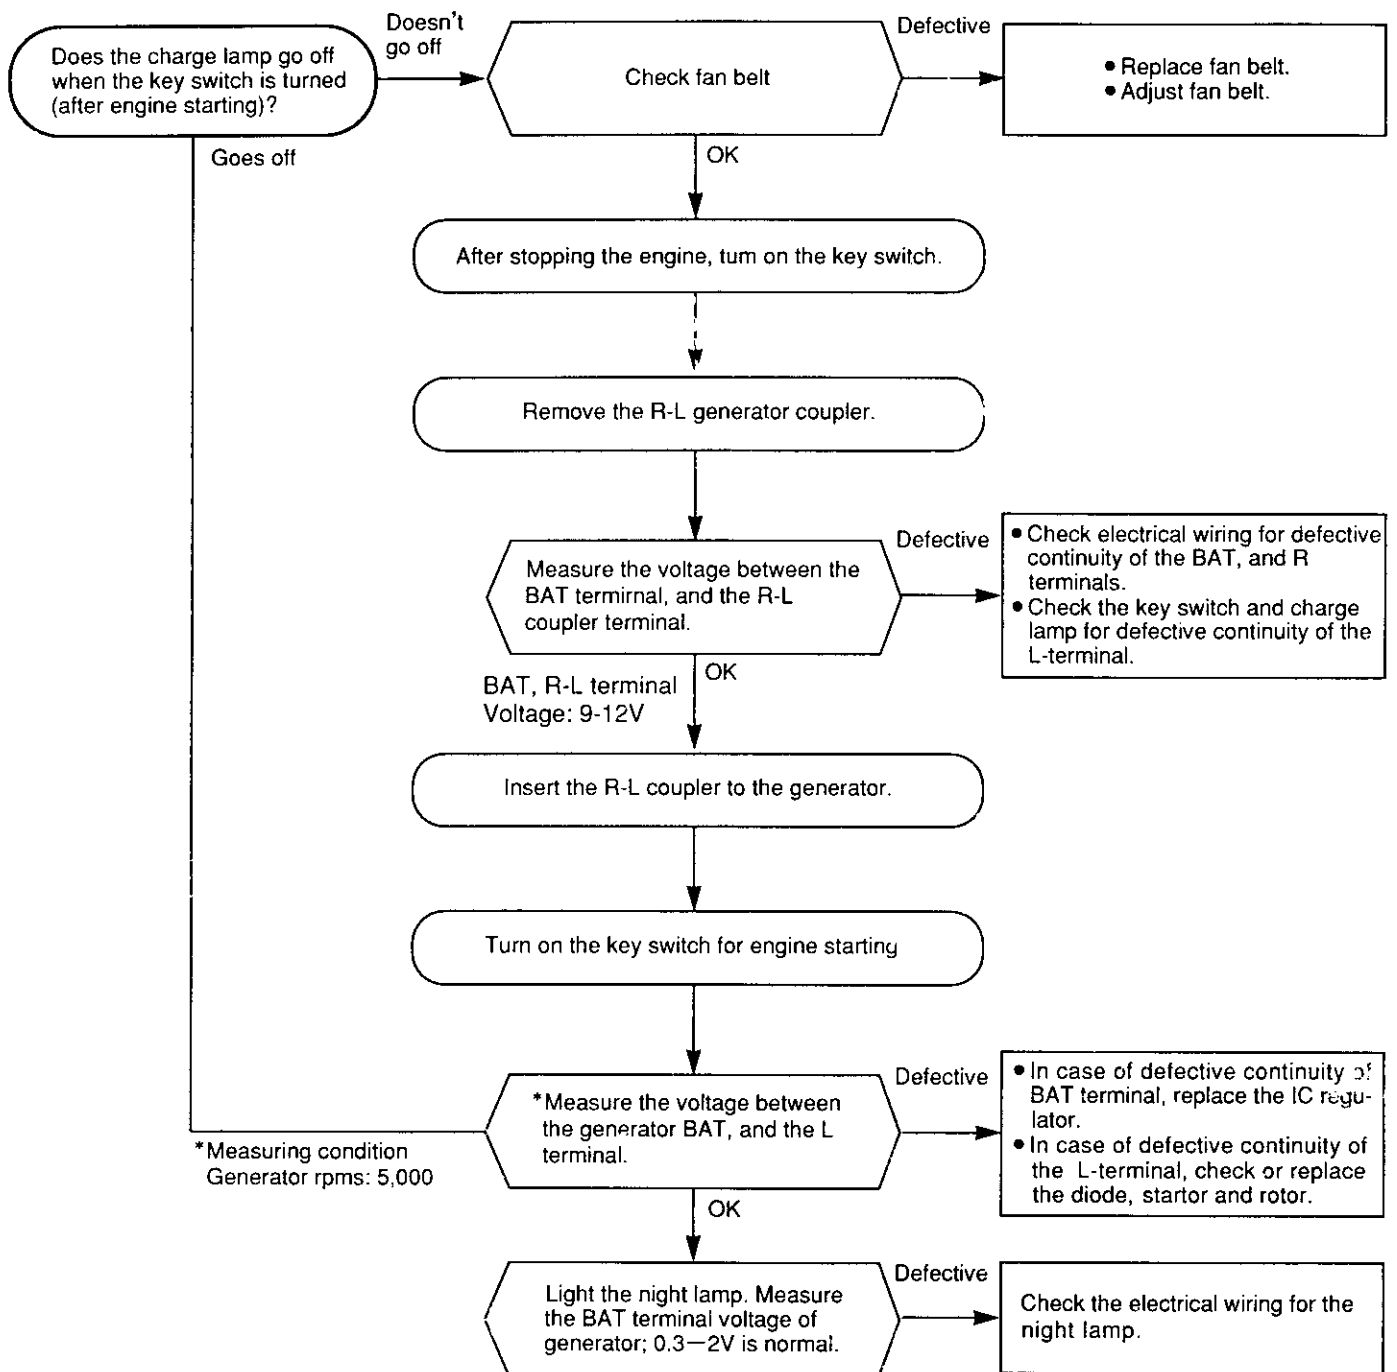 Does the charge lamp go off
when the key switch is turned
(after engine starting)?
Doesn't
go off
Check fan belt
Defective
• Replace fan belt.
• Adjust fan belt.
Goes off
OK
After stopping the engine, turn on the key switch.
Remove the R-L generator coupler.
Measure the voltage between the
BAT termirnal, and the R-L
coupler terminal.
Defective
• Check electrical wiring for defective
continuity of the BAT, and R
terminals.
• Check the key switch and charge
lamp for defective continuity of the
L-terminal.
OK
BAT, R-L terminal
Voltage: 9-12V
Insert the R-L coupler to the generator.
Turn on the key switch for engine starting
*Measure the voltage between
the generator BAT, and the L
terminal.
Defective
• In case of defective continuity of
BAT terminal, replace the IC regu-
lator.
• In case of defective continuity of
the L-terminal, check or replace
the diode, startor and rotor.
*Measuring condition
Generator rpms: 5,000
OK
Light the night lamp. Measure
the BAT terminal voltage of
generator; 0.3—2V is normal.
Defective
Check the electrical wiring for the
night lamp.